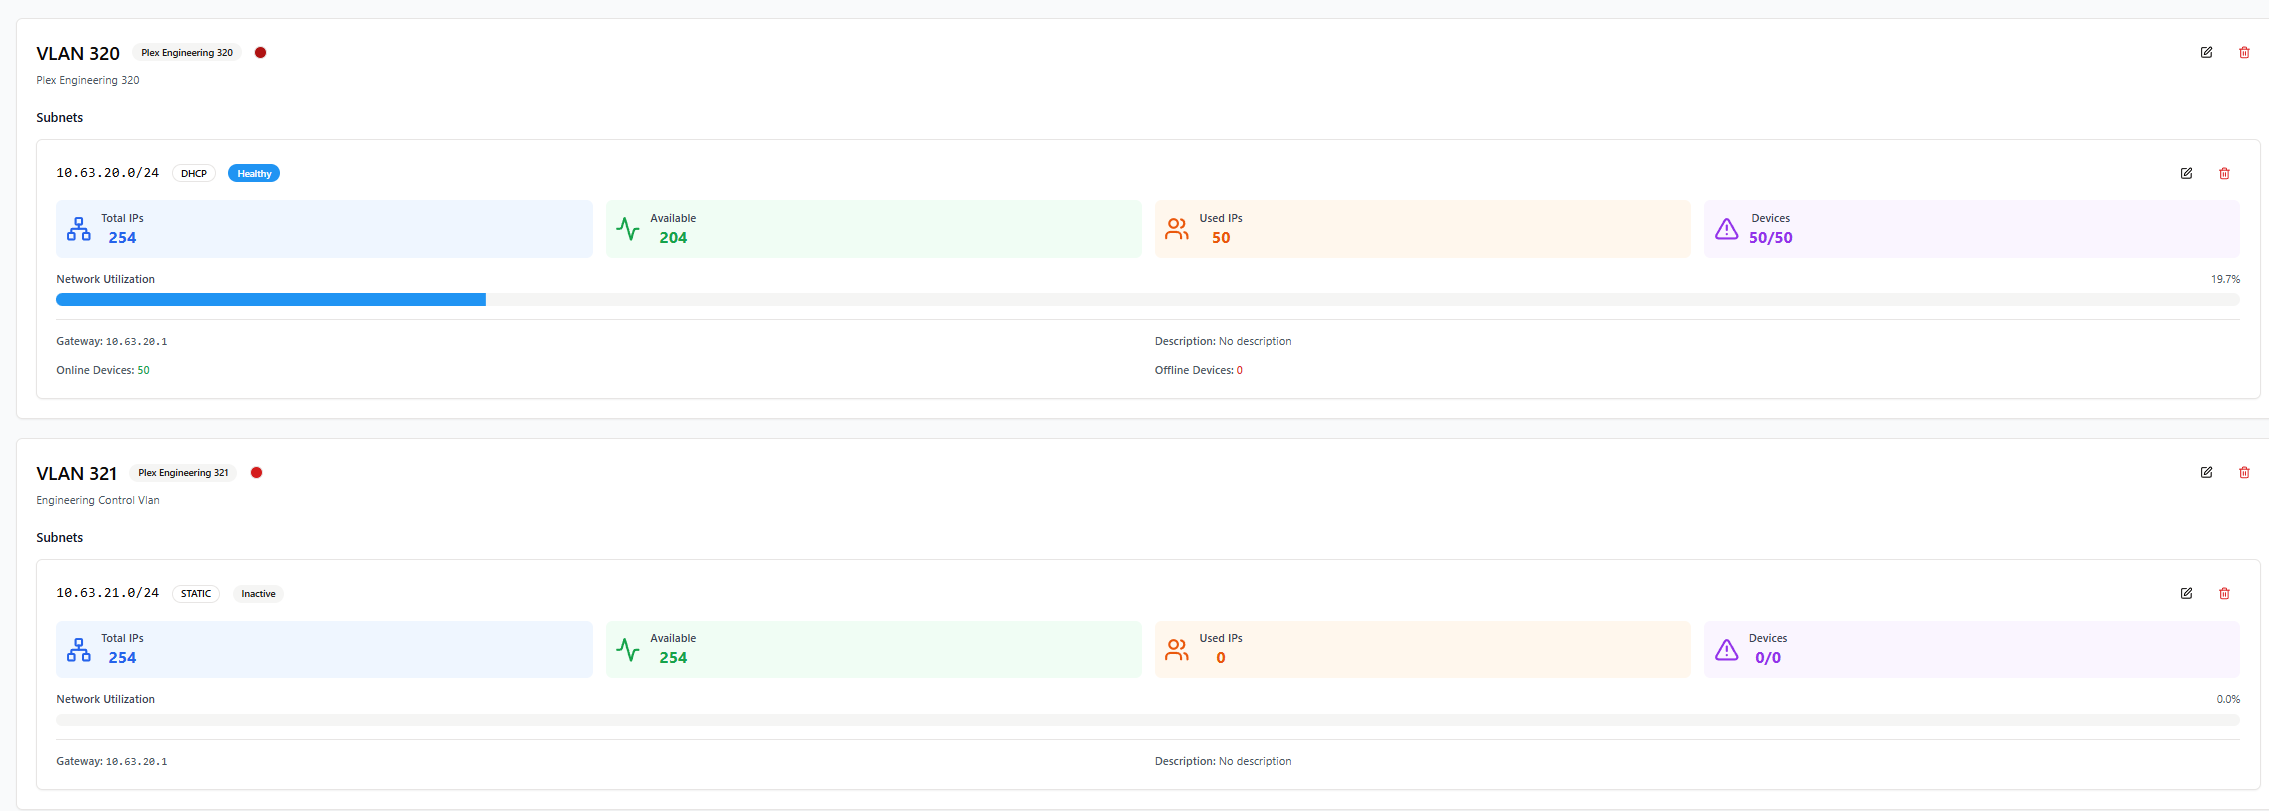 VLAN 320 Plex Engineering 320
Plex Engineering 320
Subnets
10.63.20.0/24 DHCP Healthy
Total IPs
254
Available
204
Used IPs
50
Devices
50/50
Network Utilization 19.7%
Gateway: 10.63.20.1 Description: No description
Online Devices: 50 Offline Devices: 0
VLAN 321 Plex Engineering 321
Engineering Control Vlan
Subnets
10.63.21.0/24 STATIC Inactive
Total IPs
254
Available
254
Used IPs
0
Devices
0/0
Network Utilization 0.0%
Gateway: 10.63.20.1 Description: No description